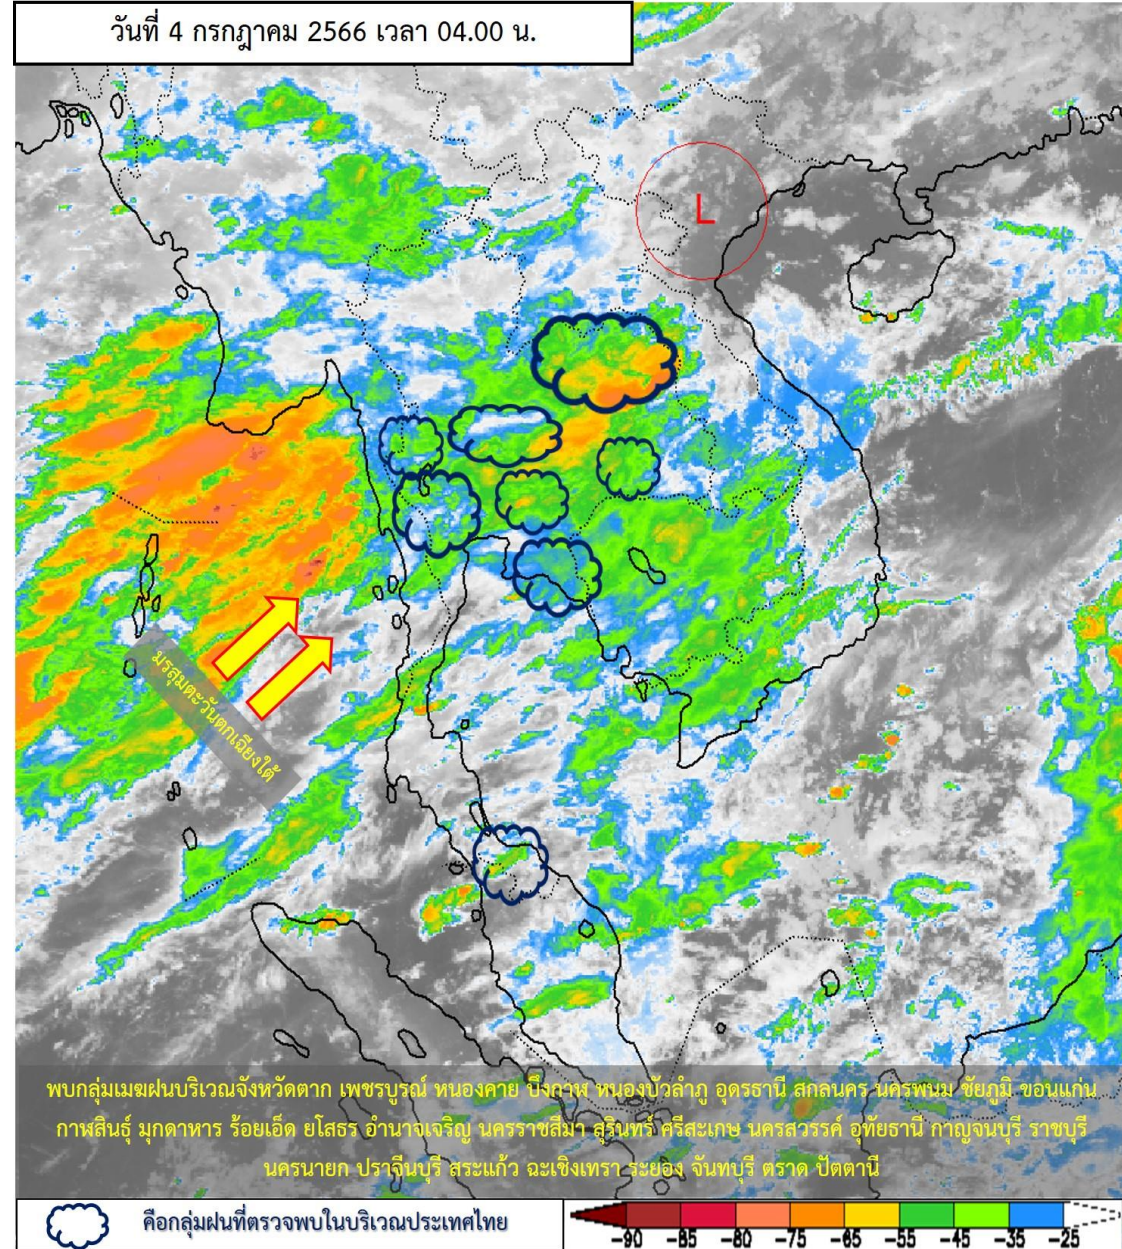 วันที่ 4 กรกฎาคม 2566 เวลา 04.00 น.
L
มรสุมตะวันตกเฉียงใต้
พบกลุ่มเมฆฝนบริเวณจังหวัดตาก เพชรบูรณ์ หนองคาย บึงกาฬ หนองบัวลำภู อุดรธานี สกลนคร นครพนม ชัยภูมิ ขอนแก่น
กาฬสินธุ์ มุกดาหาร ร้อยเอ็ด ยโสธร อำนาจเจริญ นครราชสีมา สุรินทร์ ศรีสะเกษ นครสวรรค์ อุทัยธานี กาญจนบุรี ราชบุรี
นครนายก ปราจีนบุรี สระแก้ว ฉะเชิงเทรา ระยอง จันทบุรี ตราด ปัตตานี
คือกลุ่มฝนที่ตรวจพบในบริเวณประเทศไทย
-90 -85 -80 -75 -65 -55 -45 -35 -25